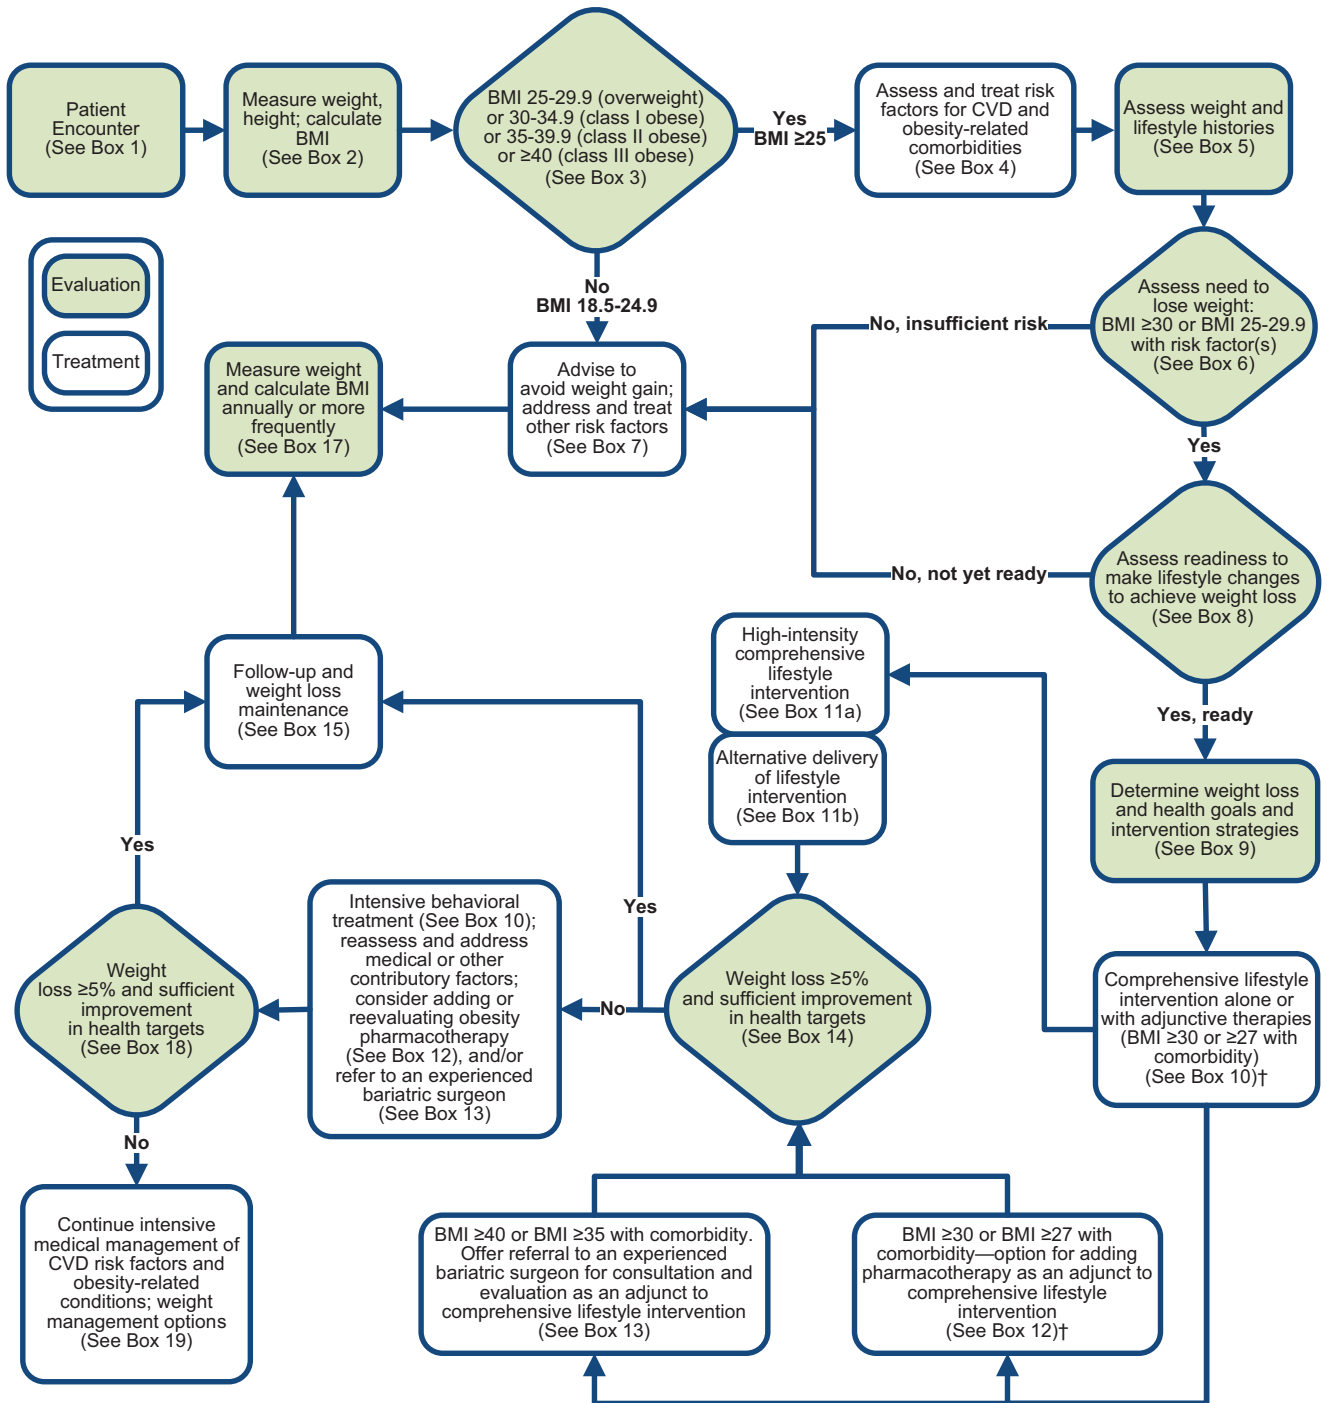 Patient
Encounter
(See Box 1)
Measure weight,
height; calculate
BMI
(See Box 2)
BMI 25-29.9 (overweight)
or 30-34.9 (class I obese)
or 35-39.9 (class II obese)
or ≥40 (class III obese)
(See Box 3)
Yes
BMI ≥25
Assess and treat risk
factors for CVD and
obesity-related
comorbidities
(See Box 4)
Assess weight and
lifestyle histories
(See Box 5)
Evaluation
Treatment
No
BMI 18.5-24.9
Assess need to
lose weight:
BMI ≥30 or BMI 25-29.9
with risk factor(s)
(See Box 6)
No, insufficient risk
Measure weight
and calculate BMI
annually or more
frequently
(See Box 17)
Advise to
avoid weight gain;
address and treat
other risk factors
(See Box 7)
Yes
Assess readiness to
make lifestyle changes
to achieve weight loss
(See Box 8)
No, not yet ready
High-intensity
comprehensive
lifestyle
intervention
(See Box 11a)
Follow-up and
weight loss
maintenance
(See Box 15)
Yes, ready
Alternative delivery
of lifestyle
intervention
(See Box 11b)
Determine weight loss
and health goals and
intervention strategies
(See Box 9)
Yes
Yes
Intensive behavioral
treatment (See Box 10);
reassess and address
medical or other
contributory factors;
consider adding or
reevaluating obesity
pharmacotherapy
(See Box 12), and/or
refer to an experienced
bariatric surgeon
(See Box 13)
Weight
loss ≥5% and sufficient
improvement
in health targets
(See Box 18)
No
Weight loss ≥5%
and sufficient improvement
in health targets
(See Box 14)
Comprehensive lifestyle
intervention alone or
with adjunctive therapies
(BMI ≥30 or ≥27 with
comorbidity)
(See Box 10)†
No
Continue intensive
medical management of
CVD risk factors and
obesity-related
conditions; weight
management options
(See Box 19)
BMI ≥40 or BMI ≥35 with comorbidity.
Offer referral to an experienced
bariatric surgeon for consultation and
evaluation as an adjunct to
comprehensive lifestyle intervention
(See Box 13)
BMI ≥30 or BMI ≥27 with
comorbidity—option for adding
pharmacotherapy as an adjunct to
comprehensive lifestyle
intervention
(See Box 12)†